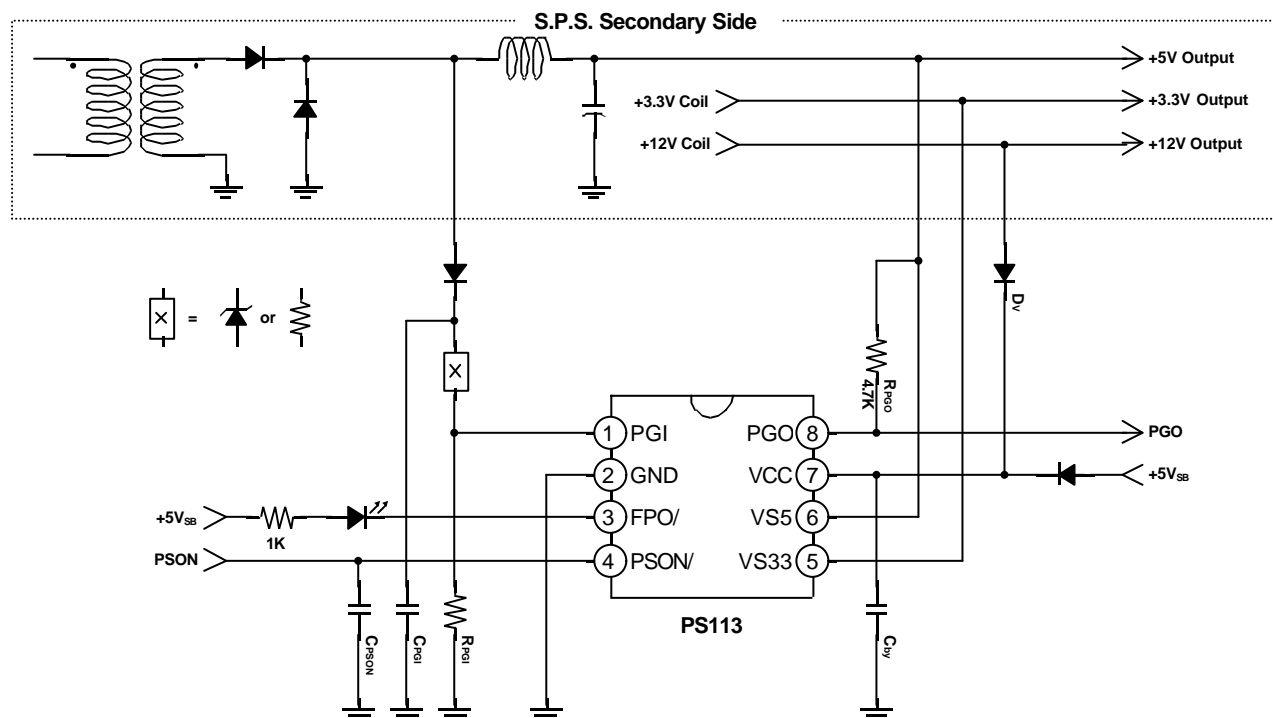 S.P.S. Secondary Side
+5V Output
+3.3V Coil
+3.3V Output
+12V Coil
+12V Output
X = or
X
Dv
RPGO
4.7K
1 PGI
PGO 8
PGO
2 GND
VCC 7
+5VSB
+5VSB
1K
3 FPO/
VS5 6
PSON
4 PSON/
VS33 5
PS113
CPSON
CPGI
RPGI
Cby